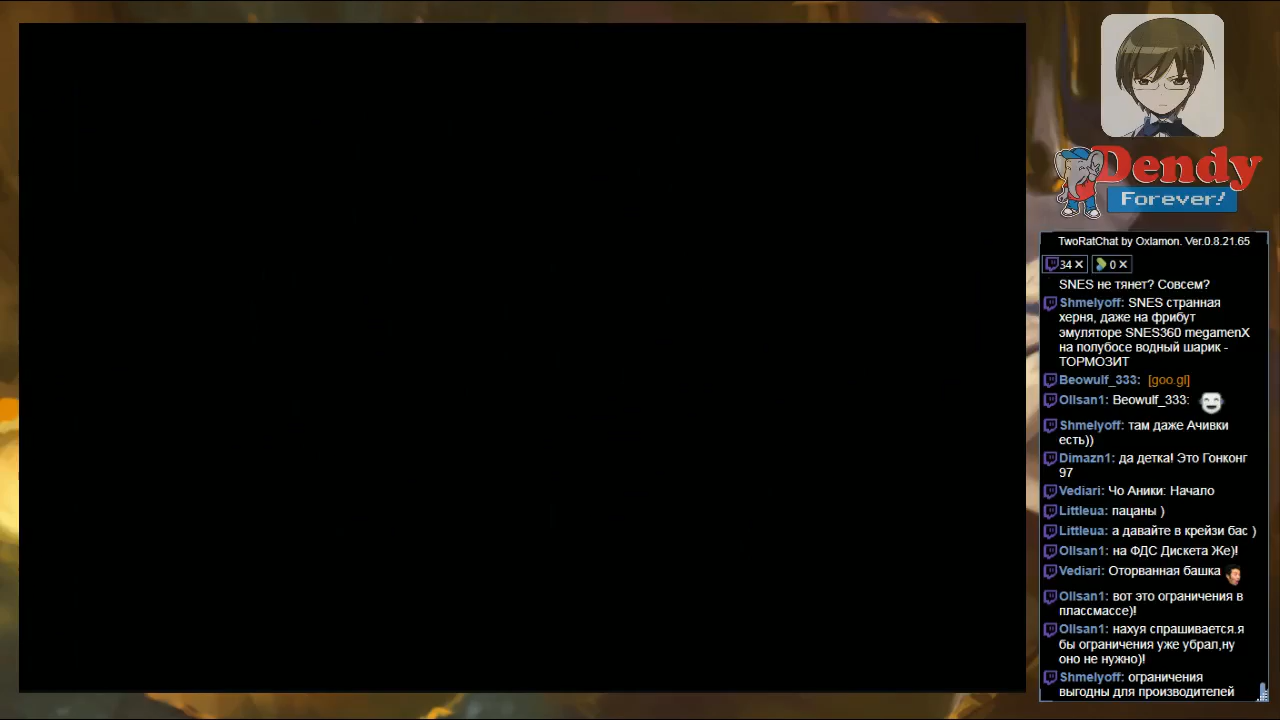 Dendy
Forever!
TwoRatChat by Oxlamon. Ver.0.8.21.65
34 ×
0 ×
SNES не тянет? Совсем?
Shmelyoff: SNES странная
херня, даже на фрибут
эмуляторе SNES360 megamenX
на полубосе водный шарик -
ТОРМОЗИТ
Beowulf_333: [goo.gl]
Ollsan1: Beowulf_333:
Shmelyoff: там даже Ачивки
есть))
Dimazn1: да детка! Это Гонконг
97
Vediari: Чо Аники: Начало
Littleua: пацаны )
Littleua: а давайте в крейзи бас )
Ollsan1: на ФДС Дискета Же)!
Vediari: Оторванная башка
Ollsan1: вот это ограничения в
плассмассе)!
Ollsan1: нахуя спрашивается.я
бы ограничения уже убрал,ну
оно не нужно)!
Shmelyoff: ограничения
выгодны для производителей